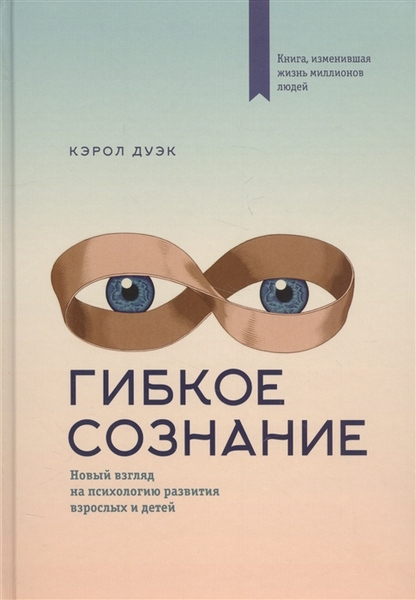 Книга, изменившая
жизнь миллионов
людей
КЭРОЛ ДУЭК
ГИБКОЕ
СОЗНАНИЕ
Новый взгляд
на психологию развития
взрослых и детей